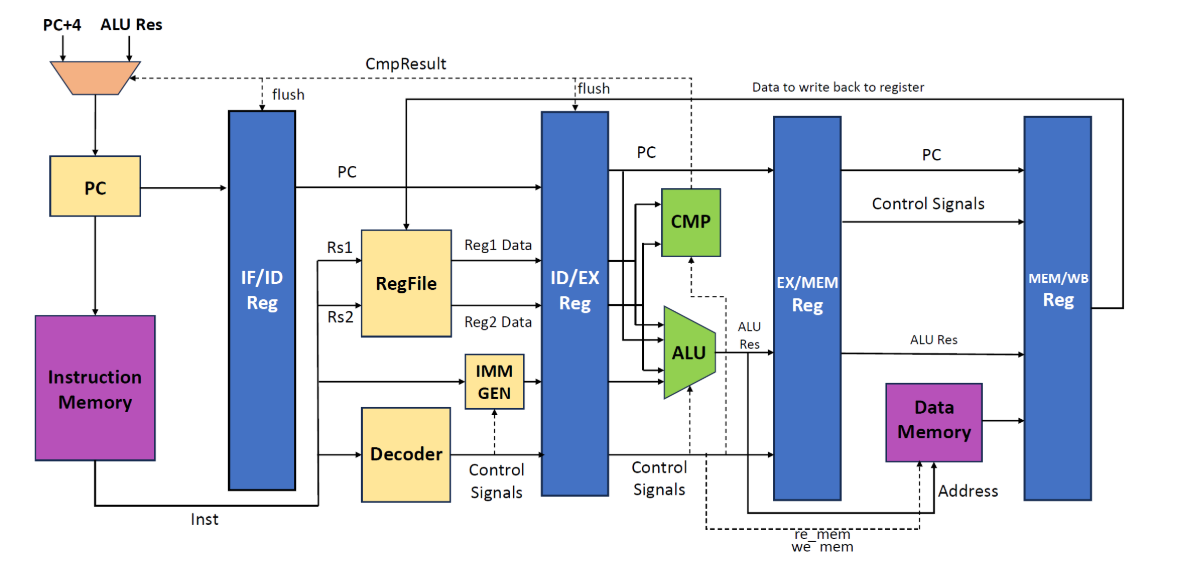 PC+4 ALU Res
CmpResult
flush
flush
Data to write back to register
PC
PC
PC
PC
Control Signals
CMP
Rs1
Reg1 Data
RegFile
IF/ID
Reg
ID/EX
Reg
EX/MEM
Reg
MEM/WB
Reg
Rs2
Reg2 Data
ALU
Res
ALU Res
ALU
IMM
GEN
Instruction
Memory
Data
Memory
Decoder
Control
Signals
Control
Signals
Address
Inst
re_mem
we_mem